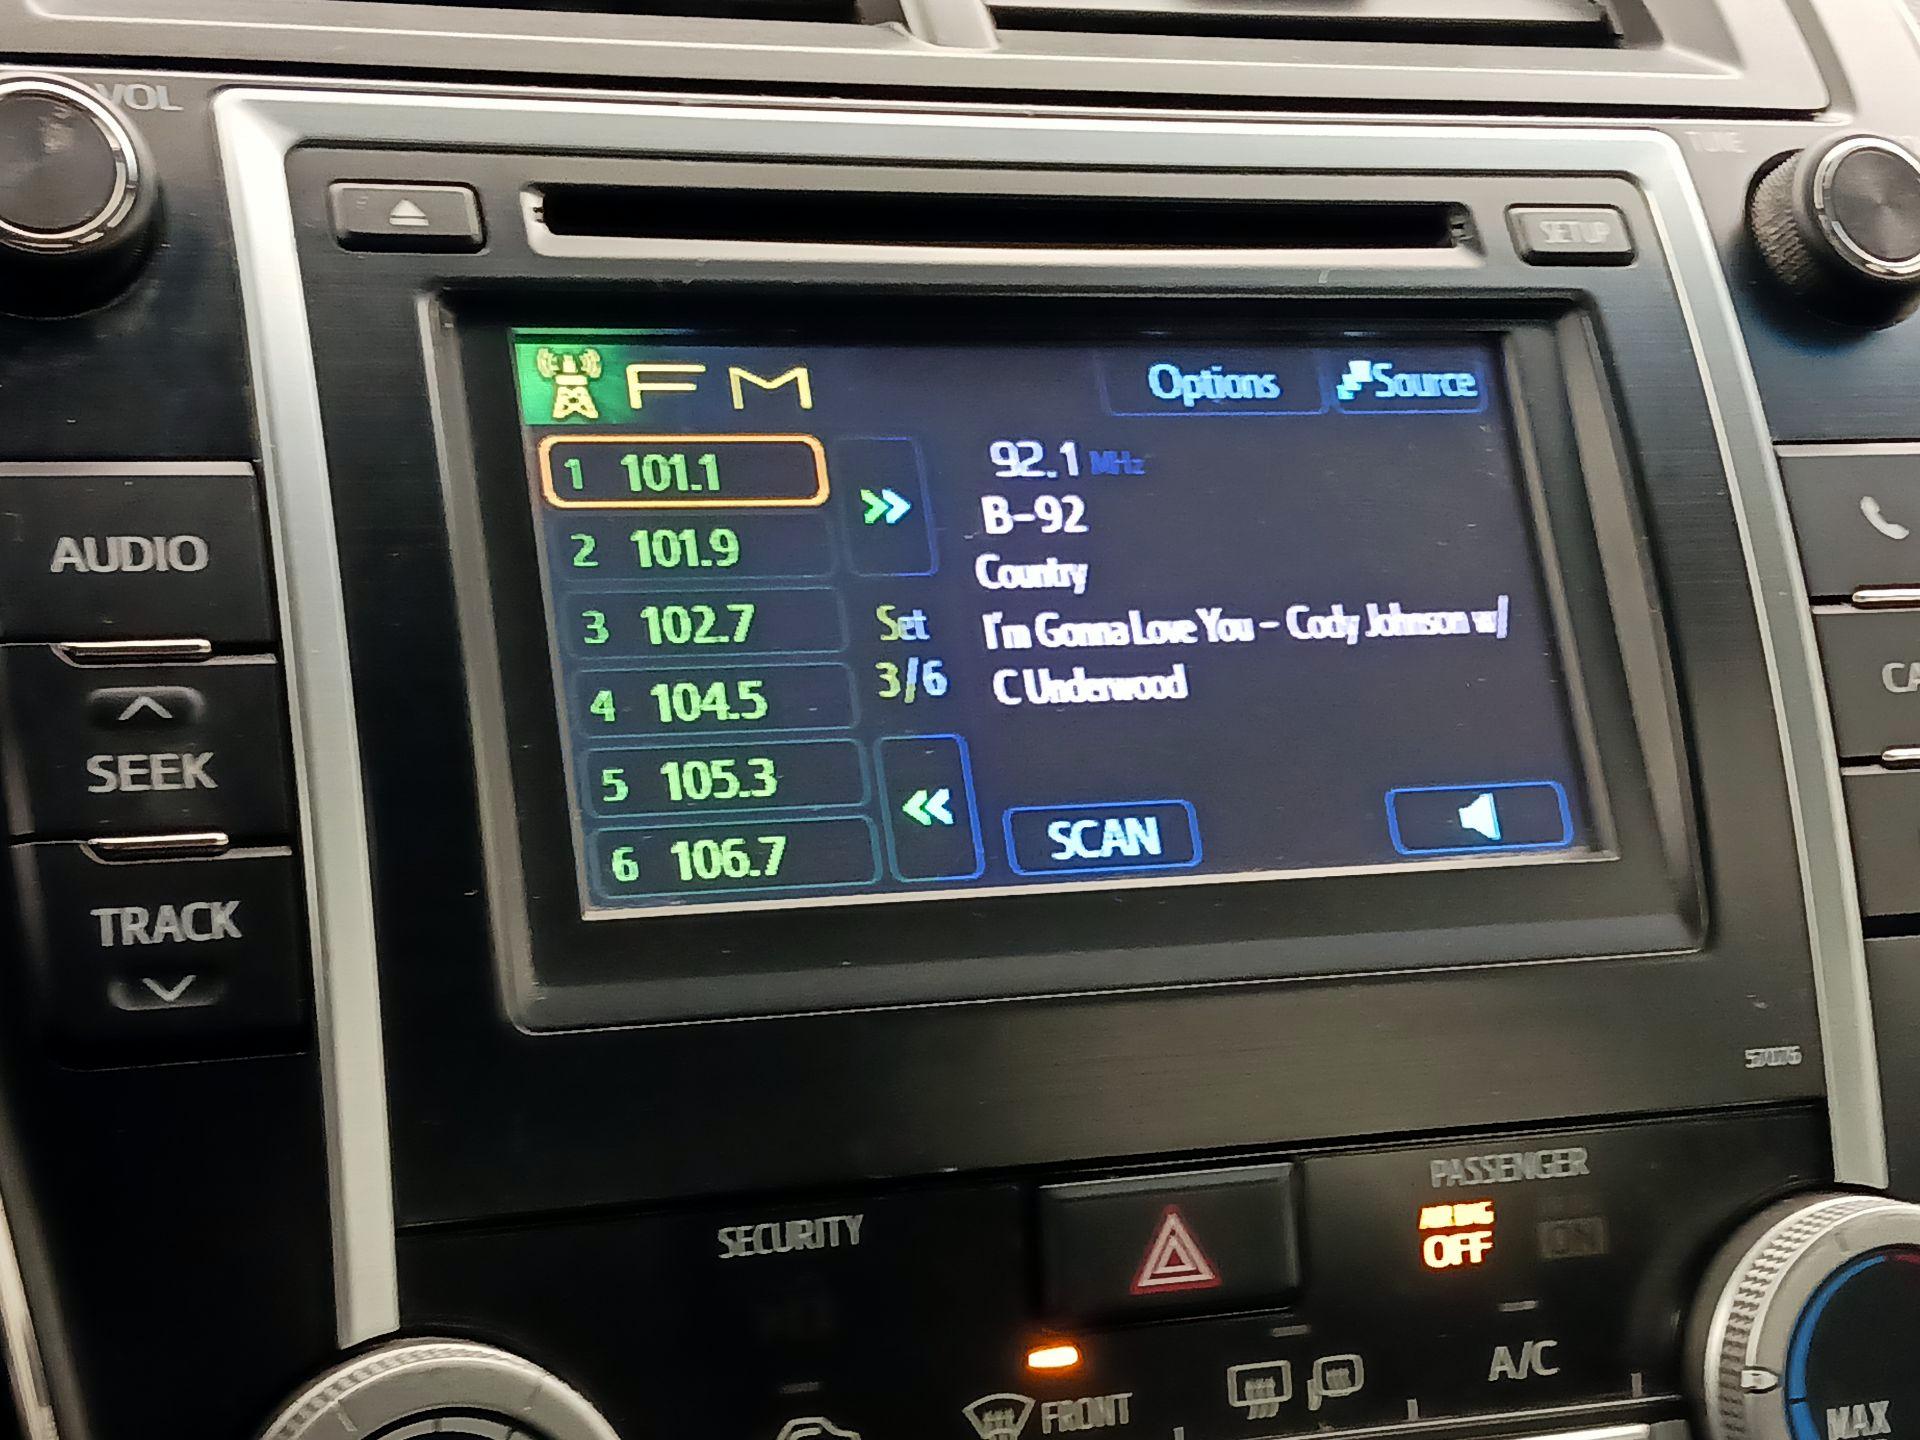 VOL
TUNE
SETUP
FM
Options
Source
1 101.1
92.1 MHz
B-92
2 101.9
Country
3 102.7
Set
I'm Gonna Love You - Cody Johnson w/
4 104.5
3/6
C Underwood
5 105.3
6 106.7
SCAN
AUDIO
SEEK
TRACK
57076
SECURITY
PASSENGER
AIR BAG
OFF
ON
FRONT
A/C
MAX